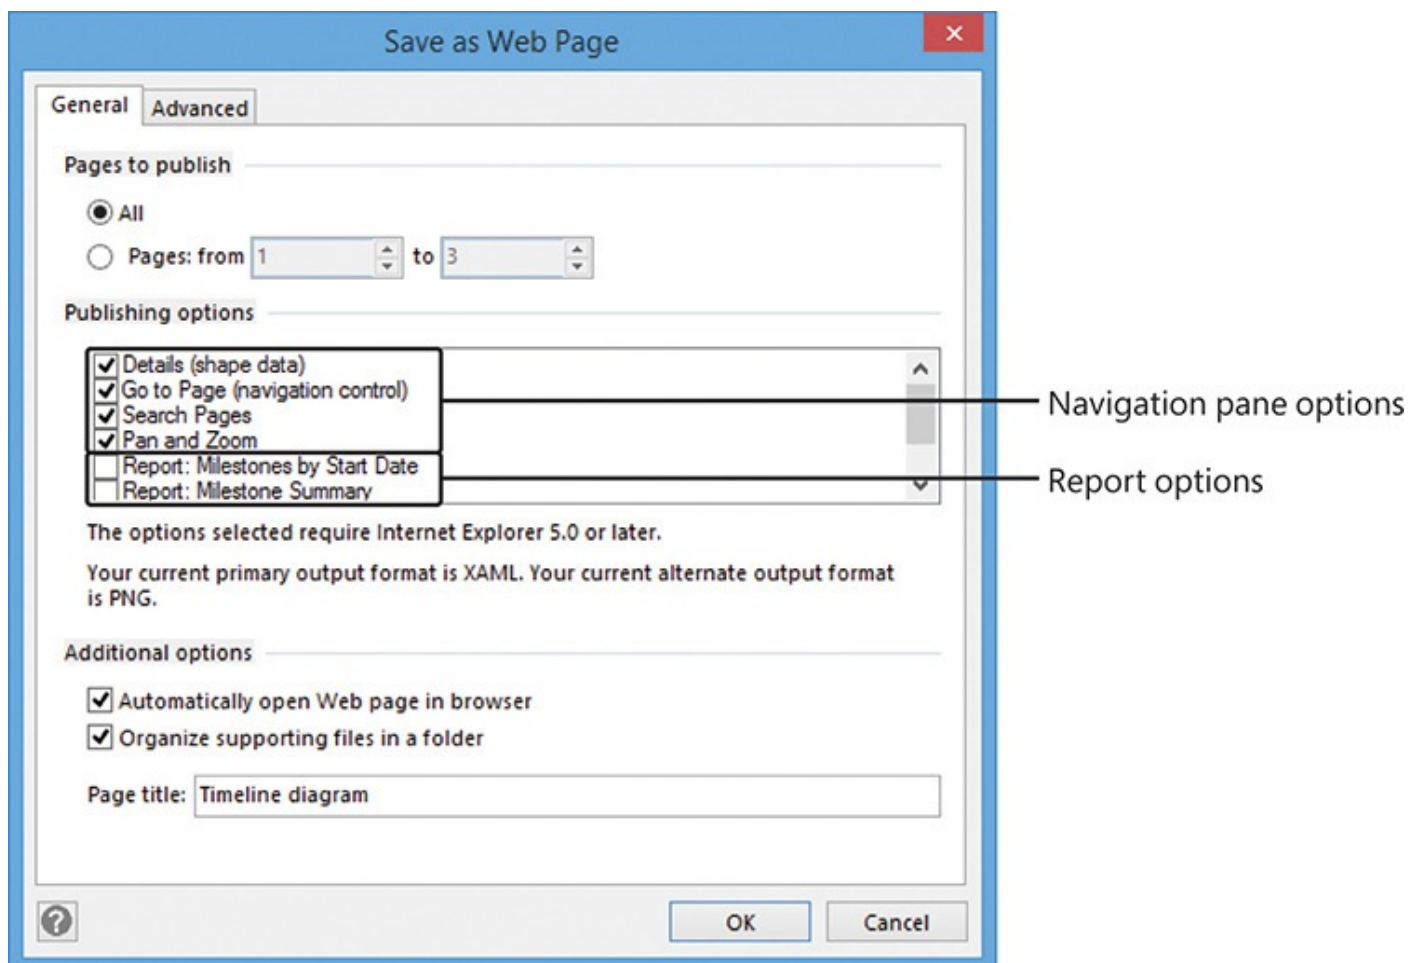 Save as Web Page
General
Advanced
Pages to publish
All
Pages: from 1 to 3
Publishing options
Details (shape data)
Go to Page (navigation control)
Search Pages
Pan and Zoom
Navigation pane options
Report: Milestones by Start Date
Report: Milestone Summary
Report options
The options selected require Internet Explorer 5.0 or later.
Your current primary output format is XAML. Your current alternate output format
is PNG.
Additional options
Automatically open Web page in browser
Organize supporting files in a folder
Page title: Timeline diagram
?
OK
Cancel